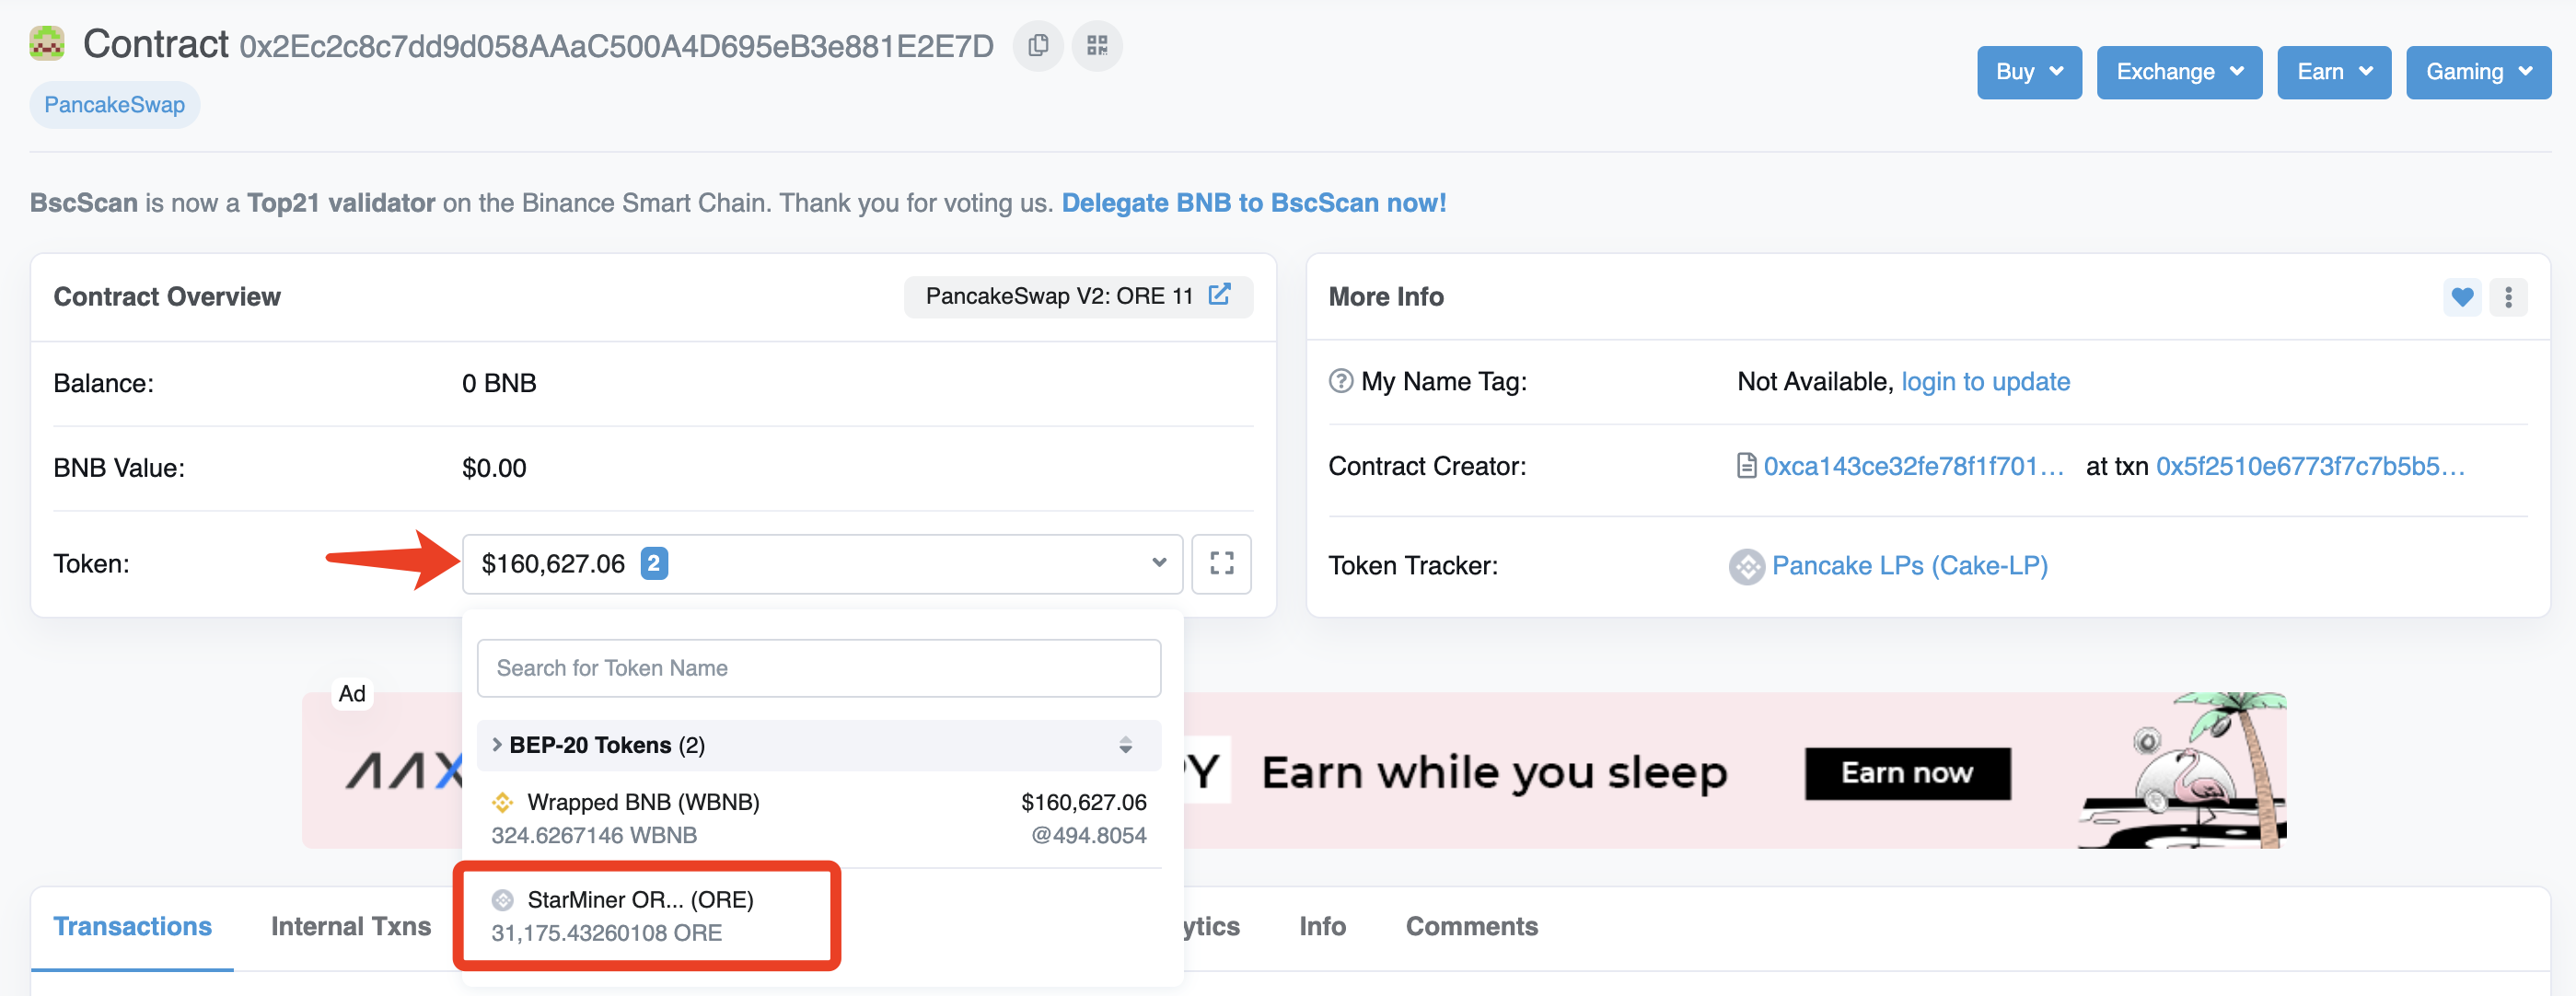 Contract 0x2Ec2c8c7dd9d058AAaC500A4D695eB3e881E2E7D
Buy
Exchange
Earn
Gaming
PancakeSwap
BscScan is now a Top21 validator on the Binance Smart Chain. Thank you for voting us. Delegate BNB to BscScan now!
Contract Overview
PancakeSwap V2: ORE 11
Balance:
0 BNB
BNB Value:
$0.00
Token:
$160,627.06 2
Search for Token Name
BEP-20 Tokens (2)
Wrapped BNB (WBNB)
$160,627.06
324.6267146 WBNB
@494.8054
StarMiner OR... (ORE)
31,175.43260108 ORE
More Info
My Name Tag:
Not Available, login to update
Contract Creator:
0xca143ce32fe78f1f701... at txn 0x5f2510e6773f7c7b5b5...
Token Tracker:
Pancake LPs (Cake-LP)
Ad
AAX
Earn while you sleep
Earn now
Transactions
Internal Txns
Info
Comments